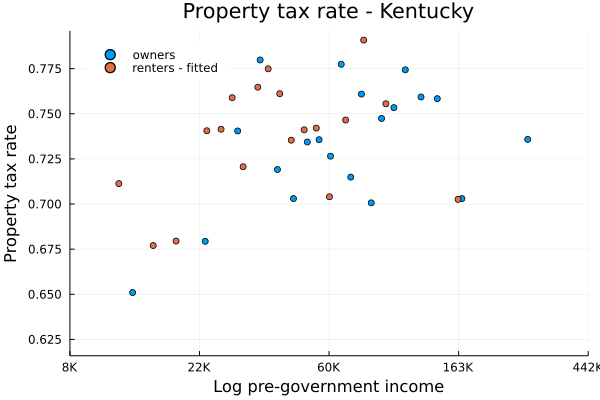 Property tax rate - Kentucky
owners
renters - fitted
Property tax rate
0.775
0.750
0.725
0.700
0.675
0.650
0.625
8K 22K 60K 163K 442K
Log pre-government income